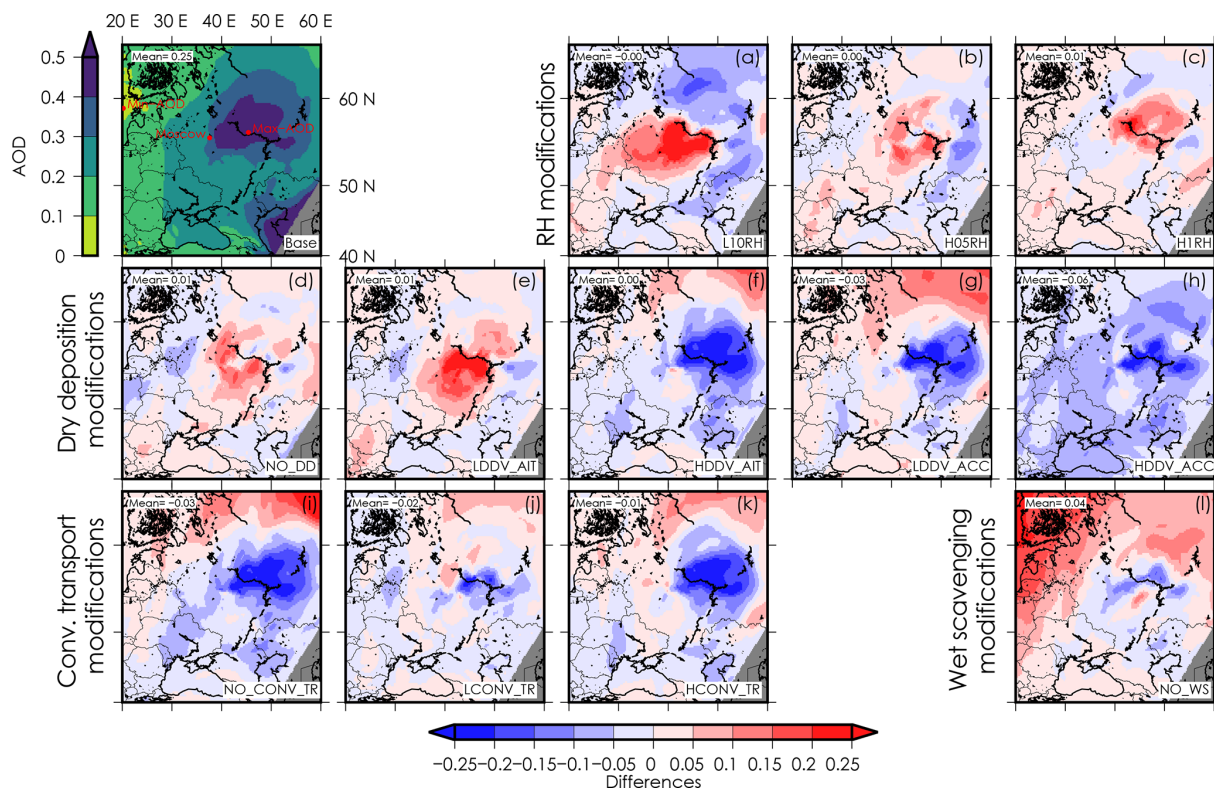 20 E 30 E 40 E 50 E 60 E
AOD
0.5
0.4
0.3
0.2
0.1
0
Mean= 0.25
Moscow
Max-AOD
Base
60 N
50 N
40 N
RH modifications
Mean= -0.00
(a)
L10RH
Mean= 0.00
(b)
H05RH
Mean= 0.01
(c)
H1RH
Dry deposition
modifications
Mean= 0.01
(d)
NO_DD
Mean= 0.01
(e)
LDDV_AIT
Mean= 0.00
(f)
HDDV_AIT
Mean= -0.03
(g)
LDDV_ACC
Mean= -0.06
(h)
HDDV_ACC
Conv. transport
modifications
Mean= -0.03
(i)
NO_CONV_TR
Mean= -0.02
(j)
LCONV_TR
Mean= -0.01
(k)
HCONV_TR
Wet scavenging
modifications
Mean= 0.04
(l)
NO_WS
-0.25 -0.2 -0.15 -0.1 -0.05 0 0.05 0.1 0.15 0.2 0.25
Differences